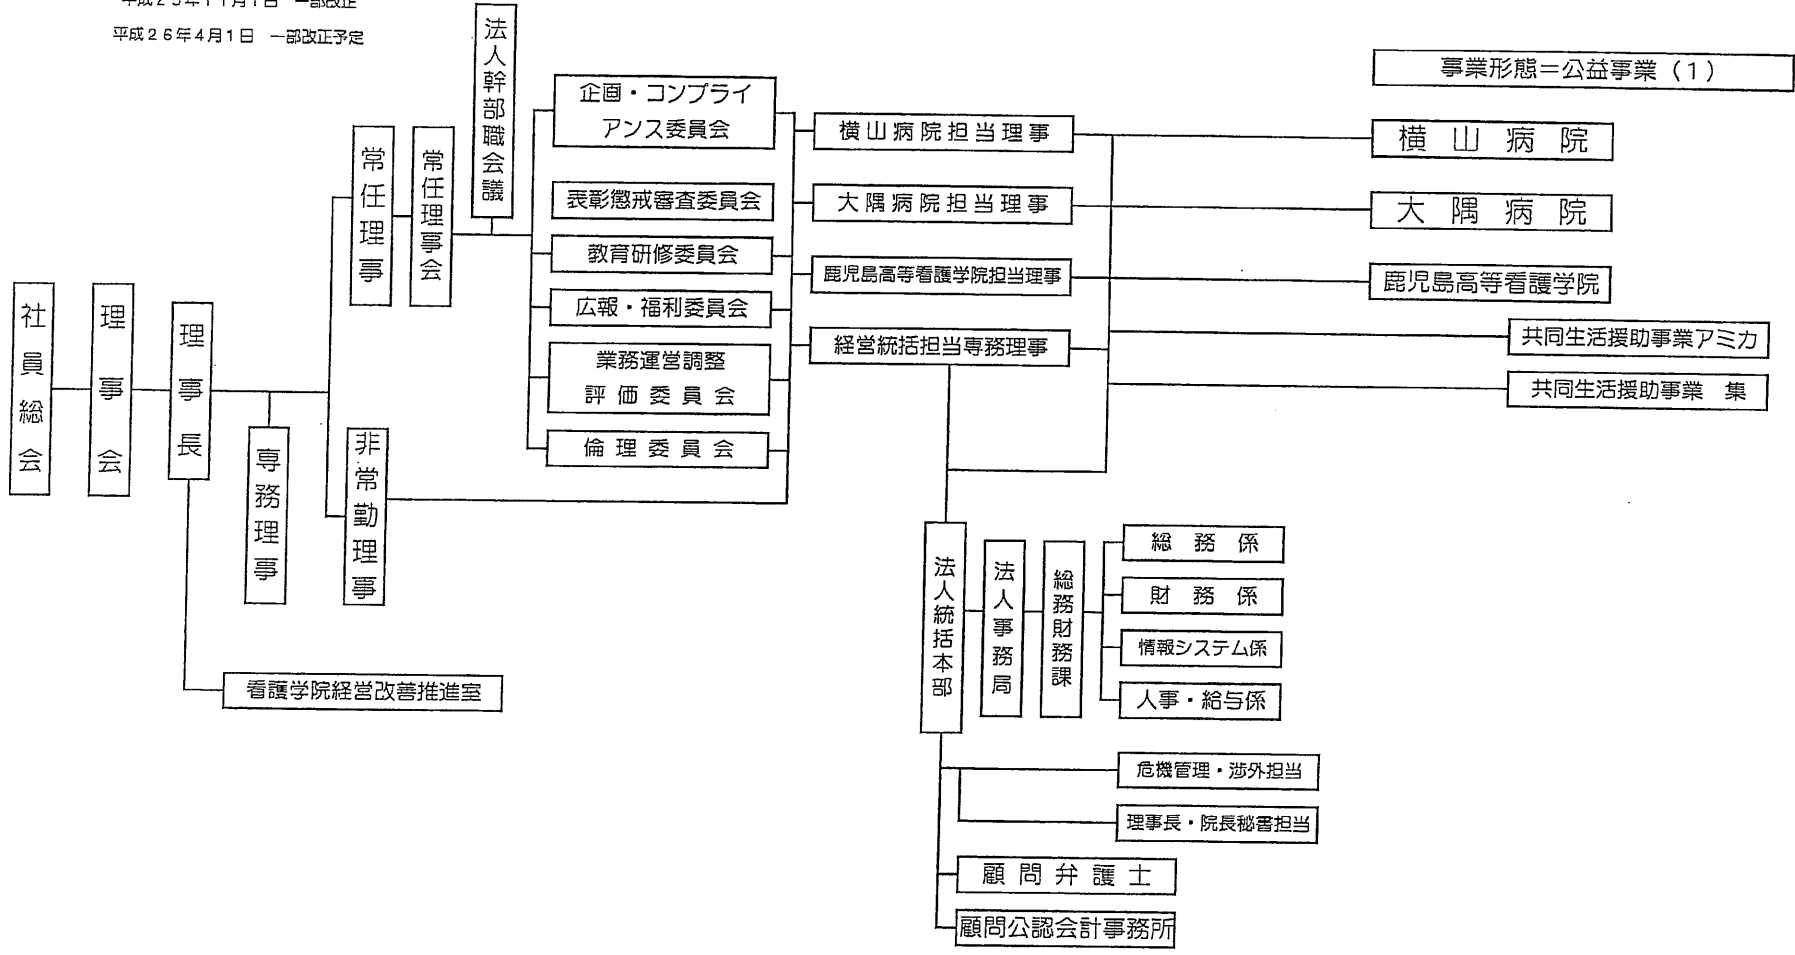 平成26年4月1日 一部改正予定
社員総会
理事会
理事長
専務理事
常任理事
非常勤理事
常任理事会
法人幹部職会議
看護学院経営改善推進室
企画・コンプライ
アンス委員会
表彰懲戒審査委員会
教育研修委員会
広報・福利委員会
業務運営調整
評価委員会
倫理委員会
横山病院担当理事
大隅病院担当理事
鹿児島高等看護学院担当理事
経営統括担当専務理事
事業形態＝公益事業（1）
横山病院
大隅病院
鹿児島高等看護学院
共同生活援助事業アミカ
共同生活援助事業 集
法人統括本部
法人事務局
総務財務課
総務係
財務係
情報システム係
人事・給与係
危機管理・渉外担当
理事長・院長秘書担当
顧問弁護士
顧問公認会計事務所